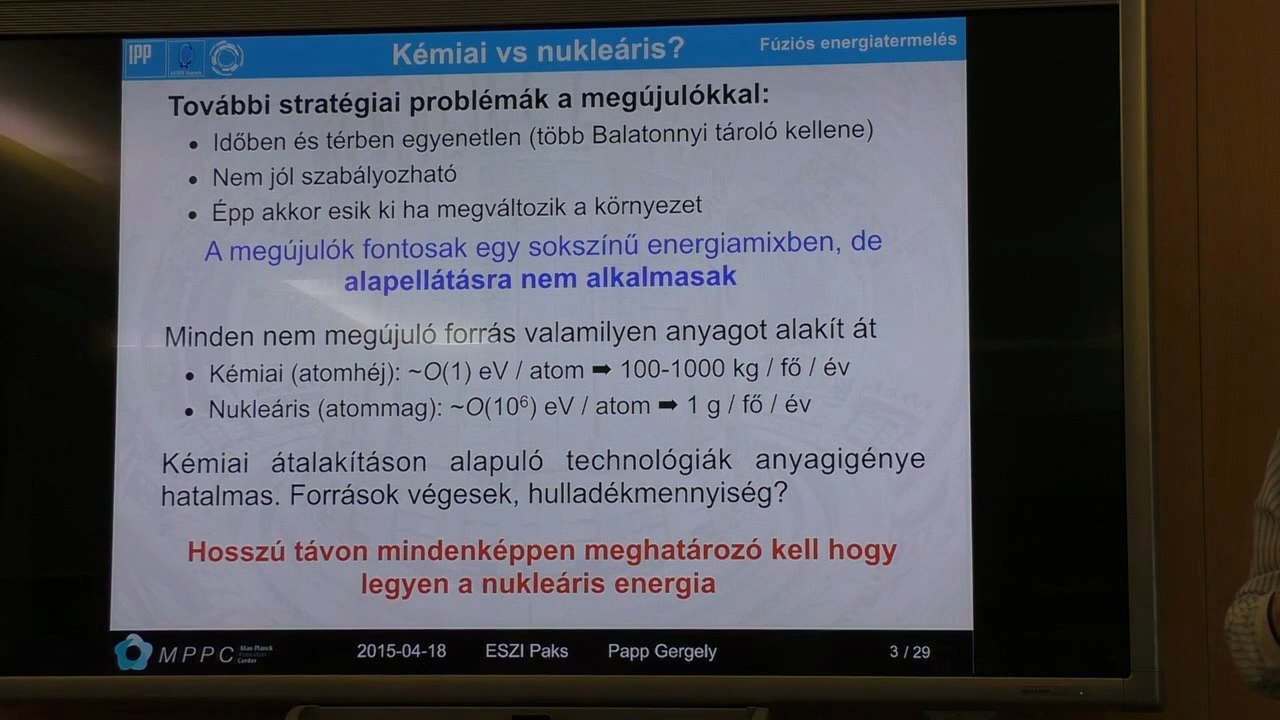 IPP
Kémiai vs nukleáris?
Fúziós energiatermelés
További stratégiai problémák a megújulókkal:
• Időben és térben egyenetlen (több Balatonnyi tároló kellene)
• Nem jól szabályozható
• Épp akkor esik ki ha megváltozik a környezet
A megújulók fontosak egy sokszínű energiamixben, de
alapellátásra nem alkalmasak
Minden nem megújuló forrás valamilyen anyagot alakít át
• Kémiai (atomhéj): ~O(1) eV / atom ➡ 100-1000 kg / fő / év
• Nukleáris (atommag): ~O(10⁶) eV / atom ➡ 1 g / fő / év
Kémiai átalakításon alapuló technológiák anyagigénye
hatalmas. Források végesek, hulladékmennyiség?
Hosszú távon mindenképpen meghatározó kell hogy
legyen a nukleáris energia
MPPC
Max-Planck
Princeton
Center
2015-04-18 ESZI Paks Papp Gergely 3 / 29